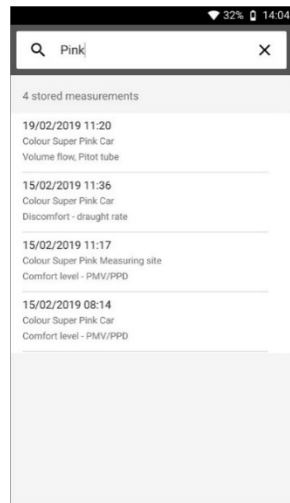 32% 14:04
Pink
4 stored measurements
19/02/2019 11:20
Colour Super Pink Car
Volume flow, Pitot tube
15/02/2019 11:36
Colour Super Pink Car
Discomfort - draught rate
15/02/2019 11:17
Colour Super Pink Measuring site
Comfort level - PMV/PPD
15/02/2019 08:14
Colour Super Pink Car
Comfort level - PMV/PPD